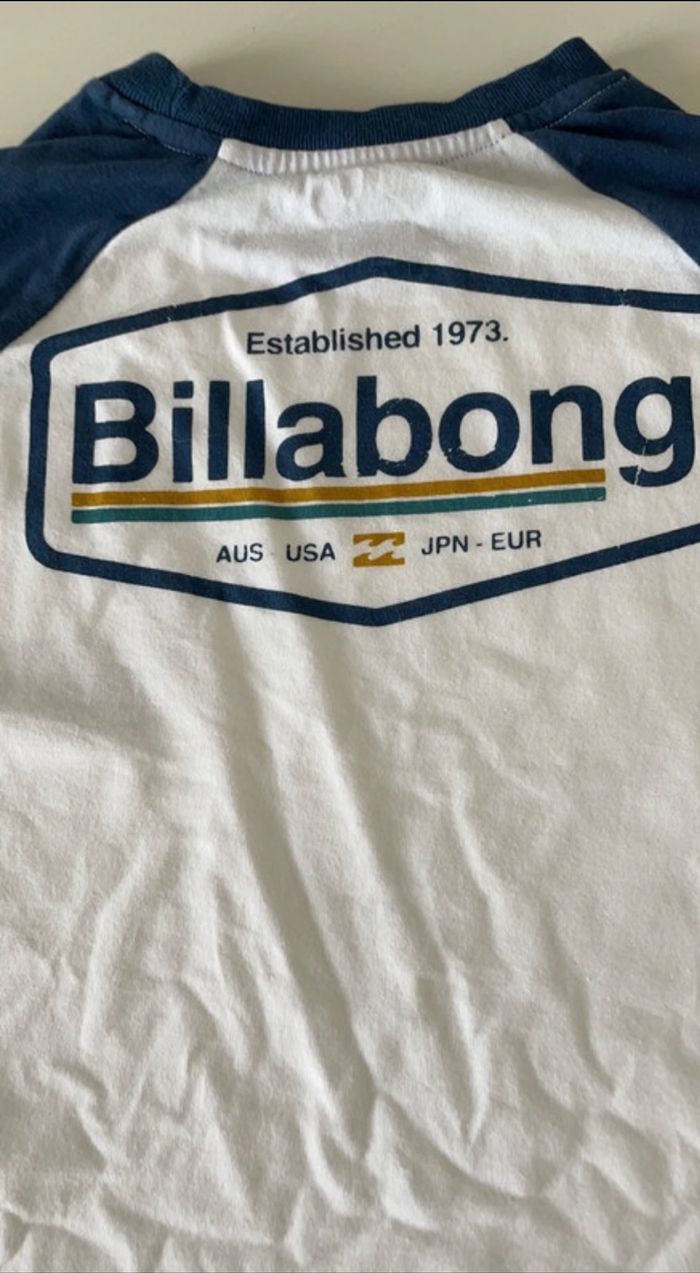 Established 1973.
Billabong
AUS USA JPN - EUR